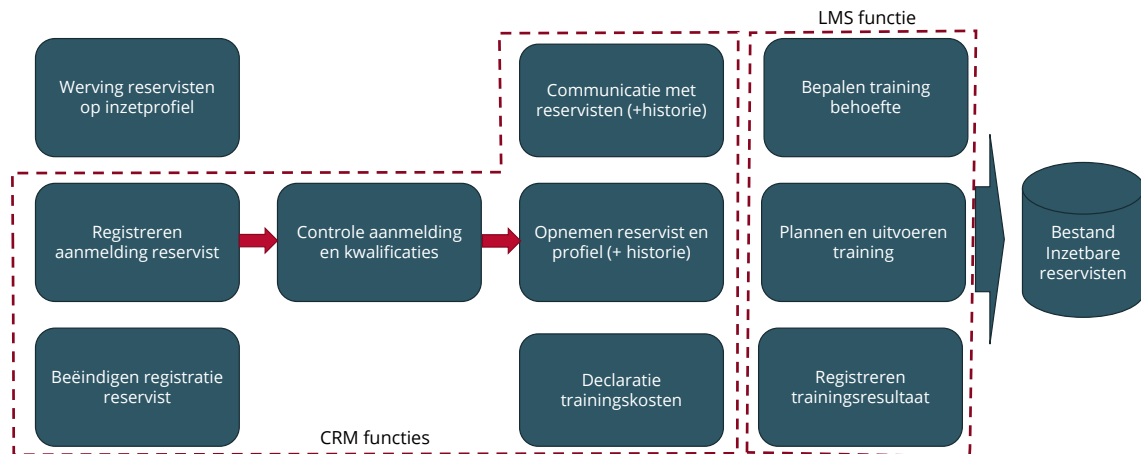 LMS functie
Werving reservisten
op inzetprofiel
Communicatie met
reservisten (+historie)
Bepalen training
behoefte
Registreren
aanmelding reservist
Controle aanmelding
en kwalificaties
Opnemen reservist en
profiel (+ historie)
Plannen en uitvoeren
training
Bestand
Inzetbare
reservisten
Beëindigen registratie
reservist
Declaratie
trainingskosten
Registreren
trainingsresultaat
CRM functies